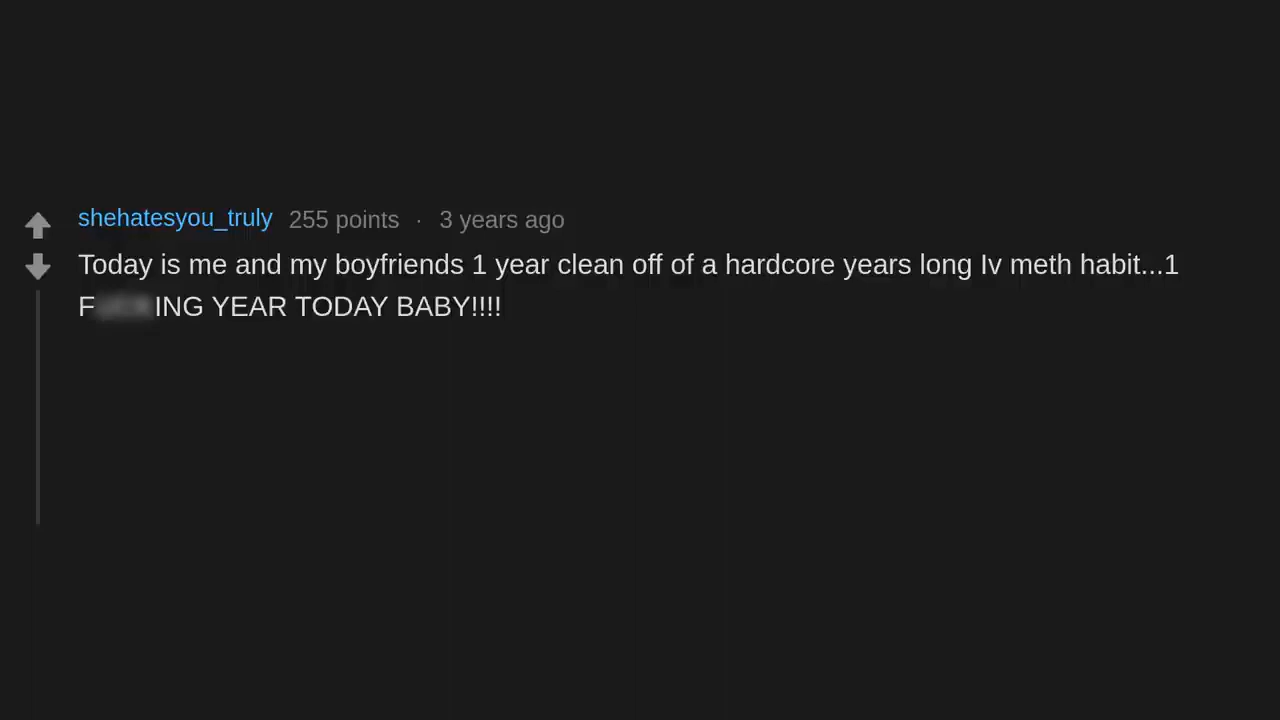 shehatesyou_truly 255 points · 3 years ago
Today is me and my boyfriends 1 year clean off of a hardcore years long Iv meth habit...1
F ING YEAR TODAY BABY!!!!